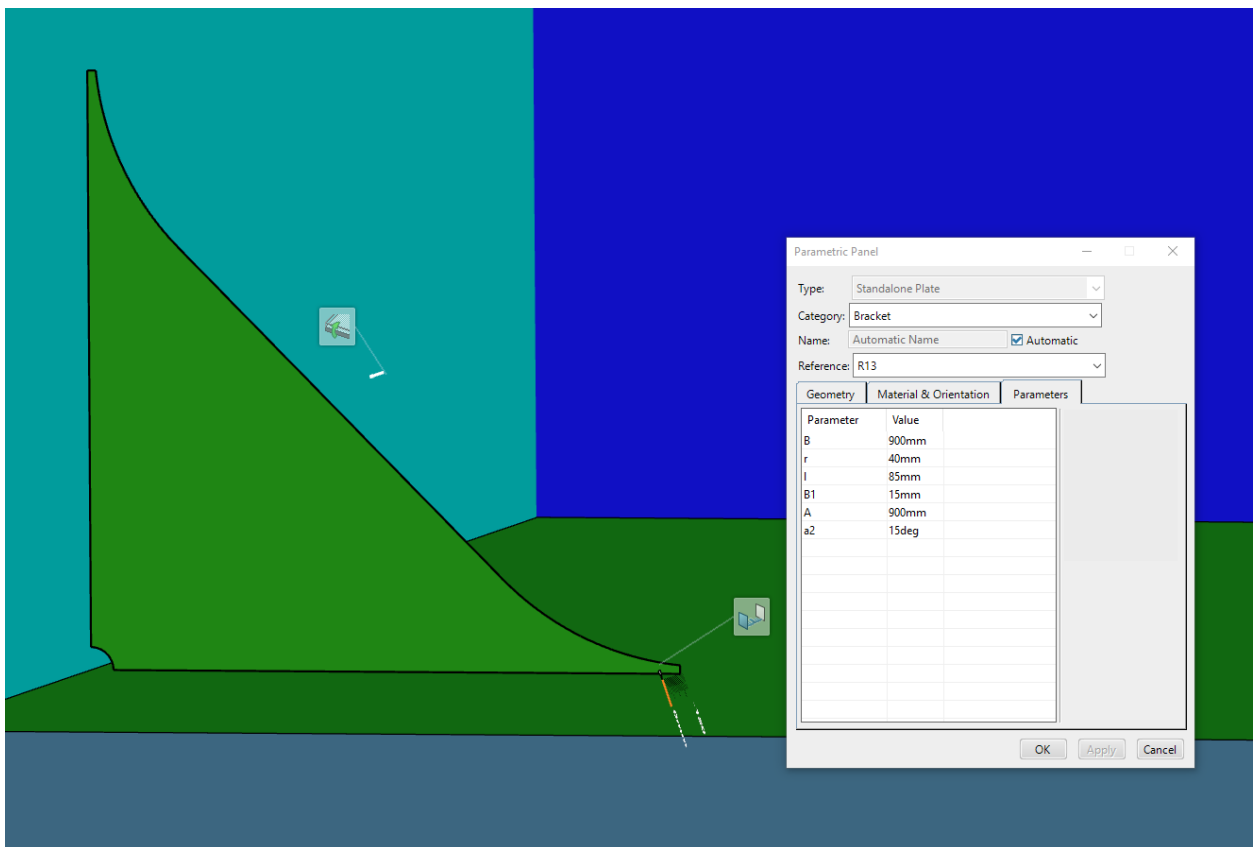 Parametric Panel
Type: Standalone Plate
Category: Bracket
Name: Automatic Name Automatic
Reference: R13
Geometry Material & Orientation Parameters
Parameter Value
B 900mm
r 40mm
l 85mm
B1 15mm
A 900mm
a2 15deg
OK Apply Cancel